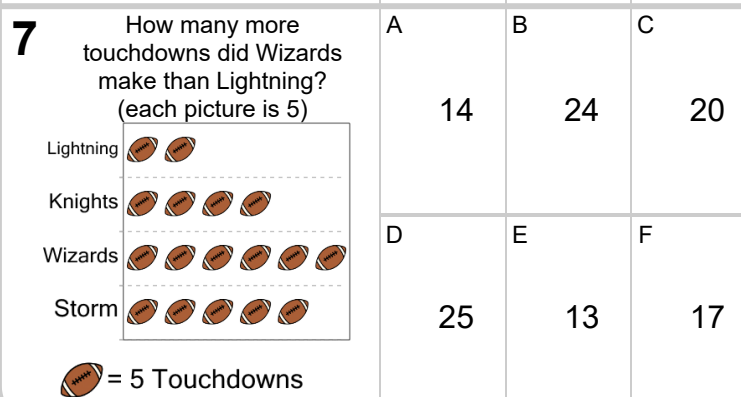 7
How many more
touchdowns did Wizards
make than Lightning?
(each picture is 5)
Lightning
Knights
Wizards
Storm
= 5 Touchdowns
A
14
B
24
C
20
D
25
E
13
F
17